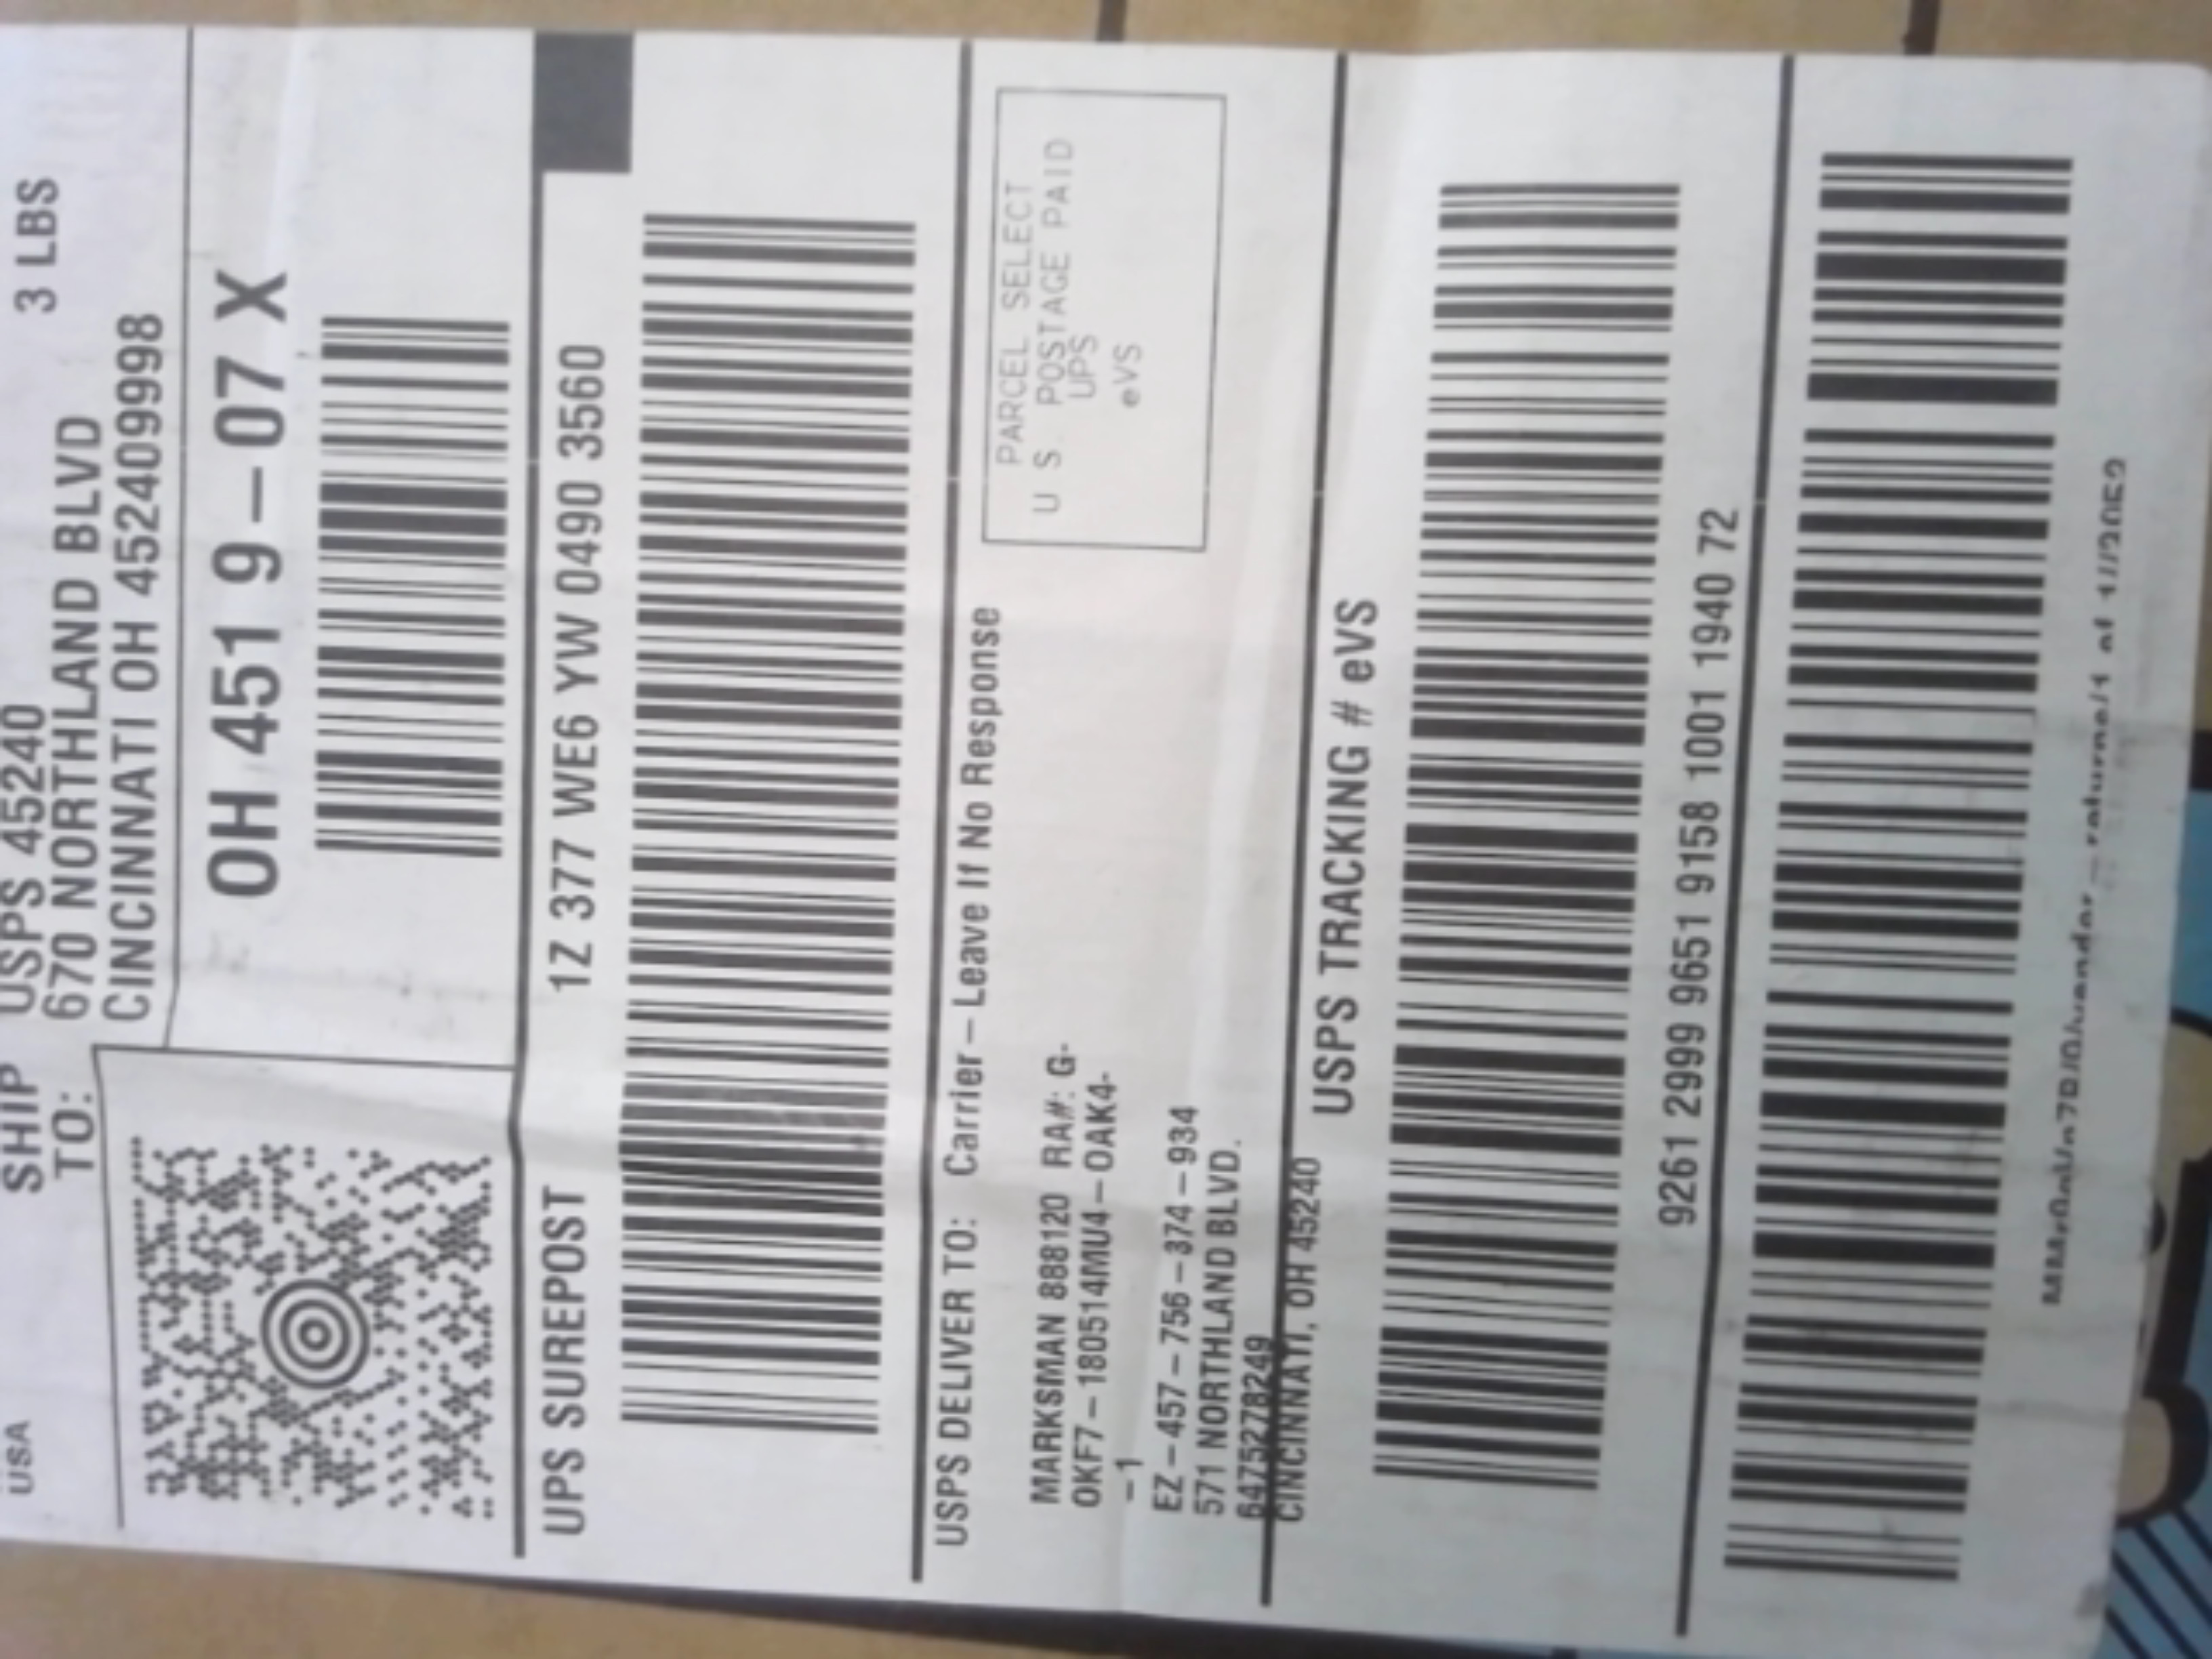 USA
3 LBS
SHIP
TO:
USPS 45240
670 NORTHLAND BLVD
CINCINNATI OH 452409998
OH 451 9-07 X
UPS SUREPOST
1Z 377 WE6 YW 0490 3560
USPS DELIVER TO: Carrier-Leave If No Response
MARKSMAN 888120 RA#: G-
OKF7-180514MU4-OAK4-
-1
EZ-457-756-374-934
571 NORTHLAND BLVD.
6475278249
CINCINNATI, OH 45240
PARCEL SELECT
U S. POSTAGE PAID
UPS
eVS
USPS TRACKING # eVS
9261 2999 9651 9158 1001 1940 72